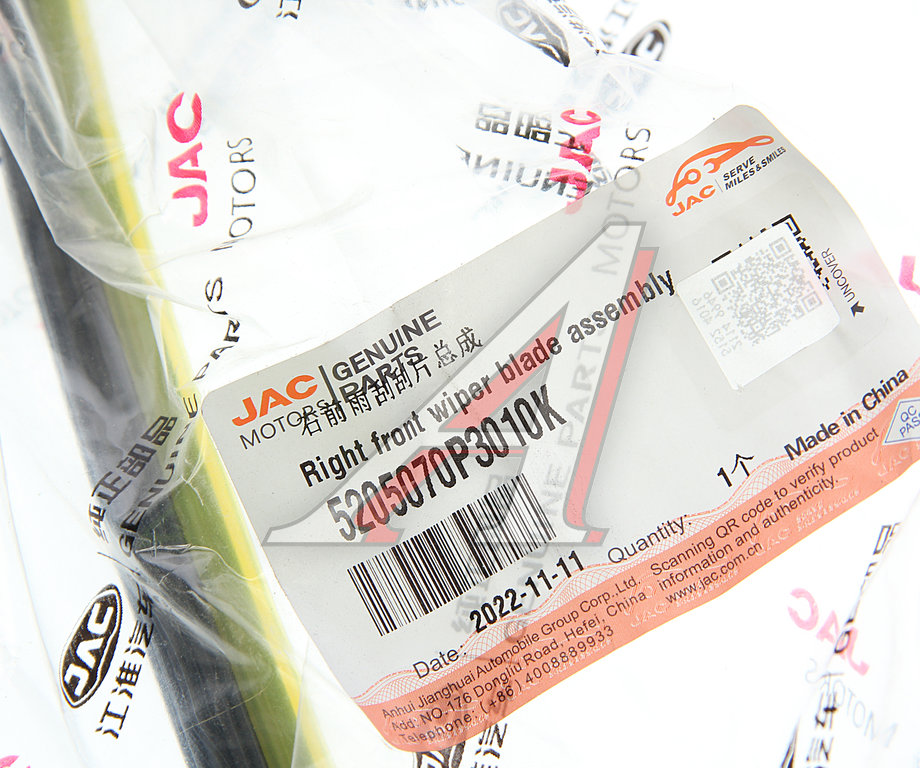 JAC
MOTORS
GENUINE
PARTS
JAC
SERVE
MILES&SMILES
UNCOVER
JAC
MOTORS
GENUINE
PARTS
右前雨刮刮片总成
Right front wiper blade assembly
5205070P3010K
1个
Made in China
QC
PASS
Date:
2022-11-11
Quantity:
Anhui Jianghuai Automobile Group Corp.,Ltd.
Add: NO.176 Dongliu Road, Hefei, China
Telephone: (+86) 4008889933
Scanning QR code to verify product
information and authenticity.
www.jac.com.cn
JAC
江淮汽车
纯正部品
GENUINE PARTS
JAC